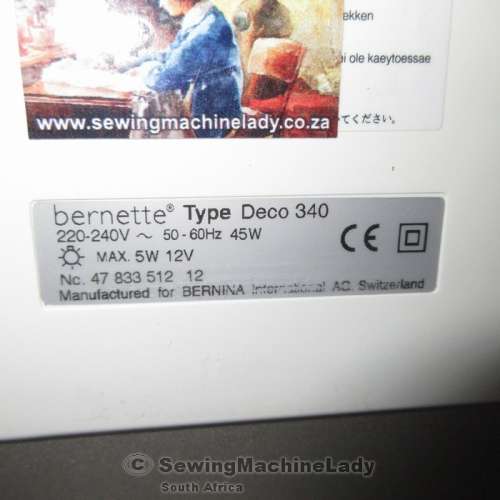 ekken
ei ole kaeytoessae
てください。
www.sewingmachinelady.co.za
bernette® Type Deco 340
220-240V ~ 50-60Hz 45W
MAX. 5W 12V
Nc. 47 833 512 12
Manufactured for BERNINA International AG. Switzerland
CE
© SewingMachineLady
South Africa